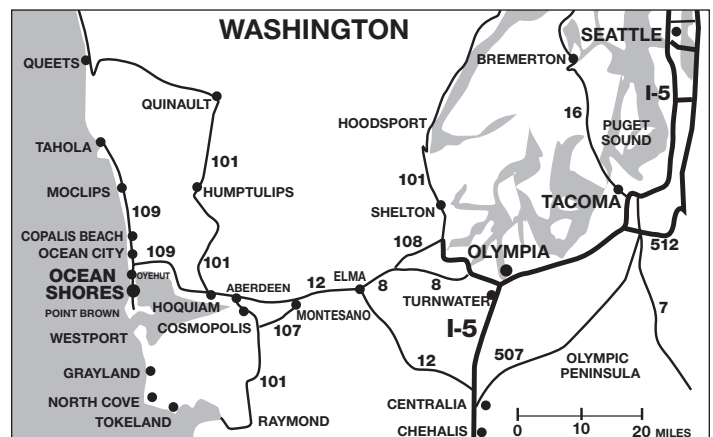 WASHINGTON
SEATTLE
QUEETS
BREMERTON
I-5
QUINAULT
16
HOODSPORT
PUGET
SOUND
TAHOLA
101
101
MOCLIPS
HUMPTULIPS
TACOMA
109
SHELTON
COPALIS BEACH
109
108
512
OCEAN CITY
101
OLYMPIA
OCEAN
SHORES
OYEHUT
ABERDEEN
12
ELMA
8
8
HOQUIAM
TURNWATER
7
POINT BROWN
MONTESANO
COSMOPOLIS
107
I-5
WESTPORT
12
507
OLYMPIC
PENINSULA
GRAYLAND
101
NORTH COVE
CENTRALIA
TOKELAND
RAYMOND
0 10 20 MILES
CHEHALIS